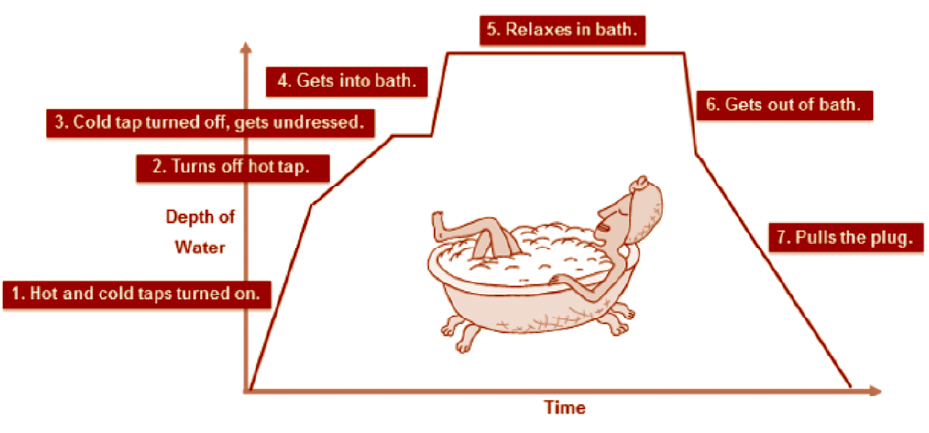 5. Relaxes in bath.
4. Gets into bath.
6. Gets out of bath.
3. Cold tap turned off, gets undressed.
2. Turns off hot tap.
Depth of
Water
7. Pulls the plug.
1. Hot and cold taps turned on.
Time